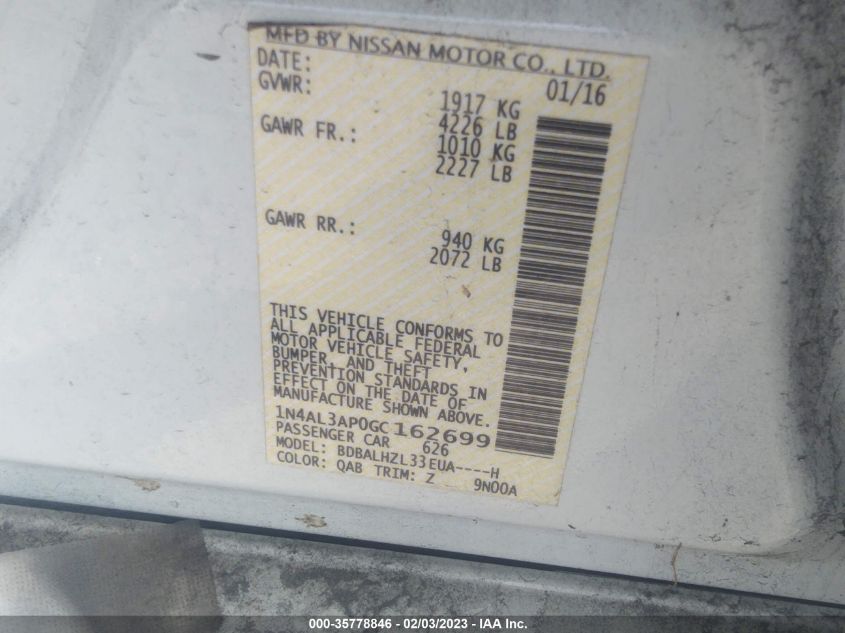 MFD BY NISSAN MOTOR CO., LTD.
DATE: 01/16
GVWR: 1917 KG
4226 LB
GAWR FR.: 1010 KG
2227 LB
GAWR RR.: 940 KG
2072 LB
THIS VEHICLE CONFORMS TO
ALL APPLICABLE FEDERAL
MOTOR VEHICLE SAFETY,
BUMPER, AND THEFT
PREVENTION STANDARDS IN
EFFECT ON THE DATE OF
MANUFACTURE SHOWN ABOVE.
1N4AL3AP0GC162699
PASSENGER CAR 626
MODEL: BDBALHZL33EUA----H
COLOR: QAB TRIM: Z 9N00A
000-35778846 - 02/03/2023 - IAA Inc.